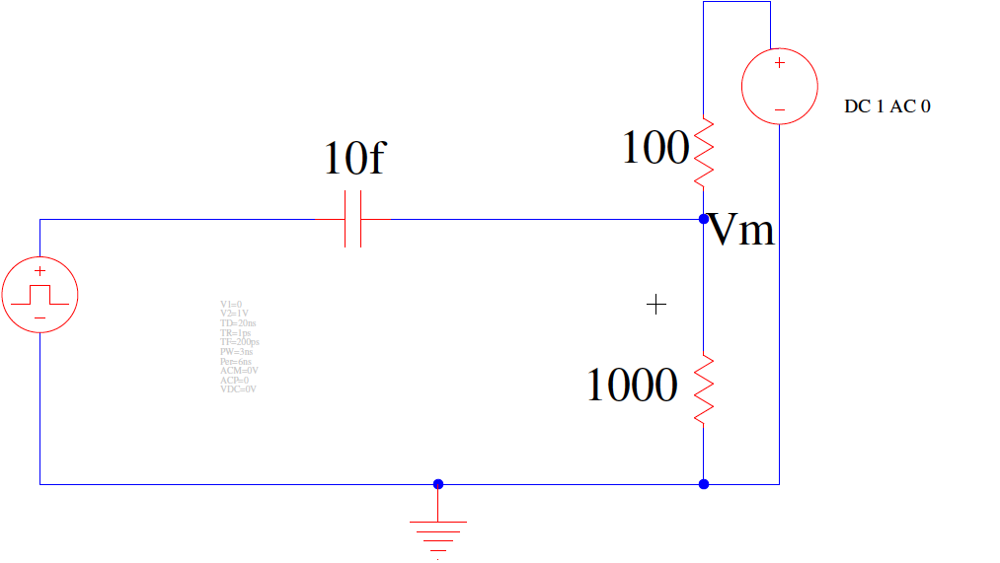 10f
100
DC 1 AC 0
Vm
V1=0
V2=1V
TD=20ns
TR=1ps
TF=200ps
PW=3ns
Per=6ns
ACM=0V
ACP=0
VDC=0V
1000